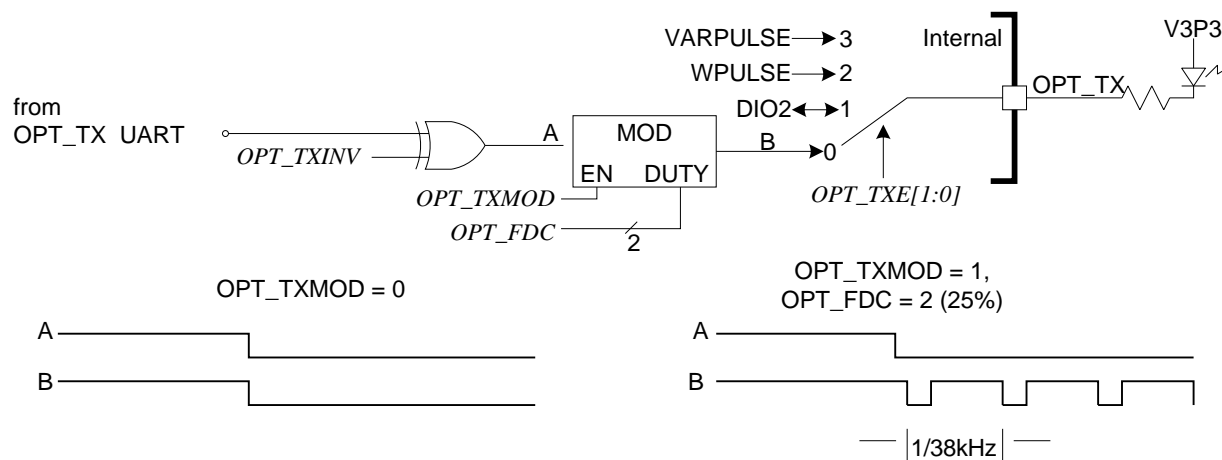 VARPULSE 3
WPULSE 2
DIO2 1
0
Internal
V3P3
OPT_TX
from
OPT_TX UART
OPT_TXINV
A
MOD
EN DUTY
B
OPT_TXMOD
OPT_FDC
2
OPT_TXE[1:0]
OPT_TXMOD = 0
A
B
OPT_TXMOD = 1,
OPT_FDC = 2 (25%)
A
B
1/38kHz